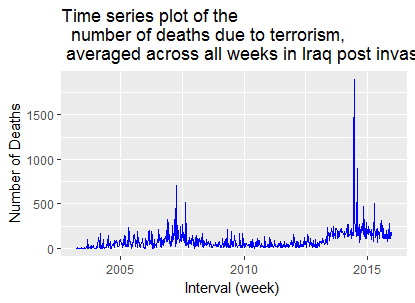 Time series plot of the
number of deaths due to terrorism,
averaged across all weeks in Iraq post invas
Number of Deaths
1500
1000
500
0
2005
2010
2015
Interval (week)